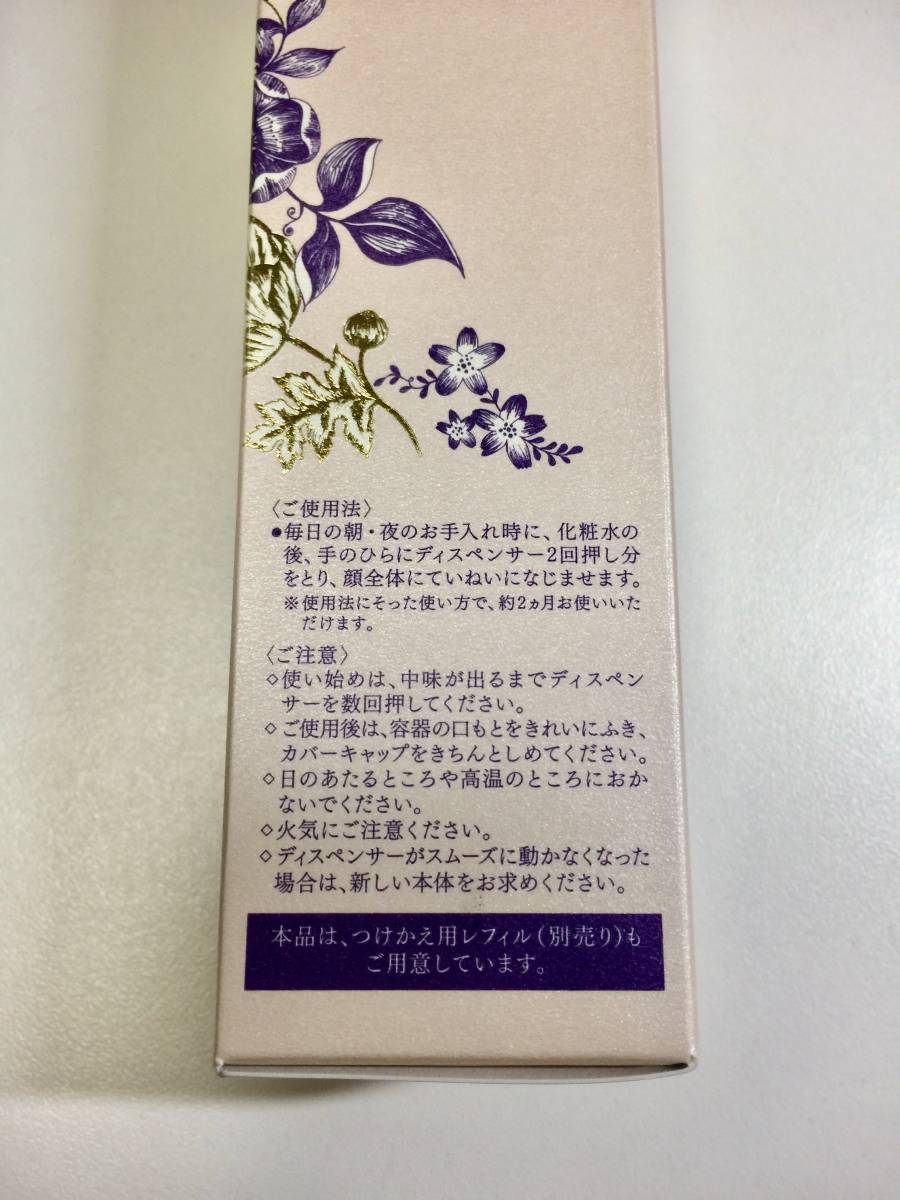 〈ご使用法〉
●毎日の朝・夜のお手入れ時に、化粧水の
後、手のひらにディスペンサー2回押し分
をとり、顔全体にていねいになじませます。
※使用法にそった使い方で、約2ヵ月お使いいた
だけます。
〈ご注意〉
◇使い始めは、中味が出るまでディスペン
サーを数回押してください。
◇ご使用後は、容器の口もとをきれいにふき、
カバーキャップをきちんとしめてください。
◇日のあたるところや高温のところにおか
ないでください。
◇火気にご注意ください。
◇ディスペンサーがスムーズに動かなくなった
場合は、新しい本体をお求めください。
本品は、つけかえ用レフィル(別売り)も
ご用意しています。